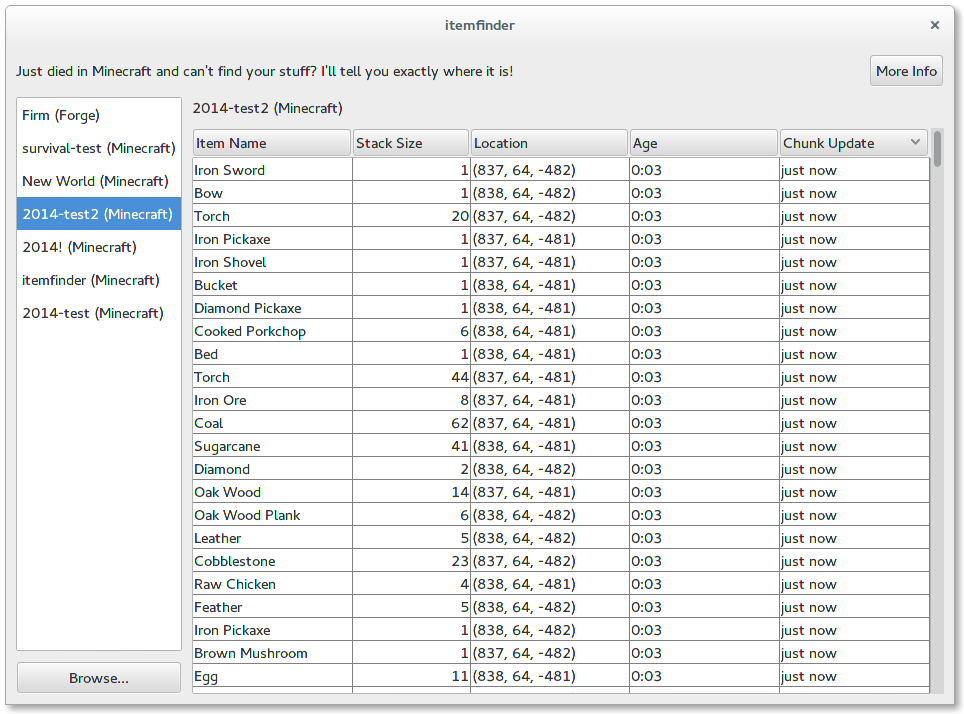 itemfinder
Just died in Minecraft and can't find your stuff? I'll tell you exactly where it is!
More Info
Firm (Forge)
survival-test (Minecraft)
New World (Minecraft)
2014-test2 (Minecraft)
2014! (Minecraft)
itemfinder (Minecraft)
2014-test (Minecraft)
Browse...
2014-test2 (Minecraft)
Item Name Stack Size Location Age Chunk Update
Iron Sword 1 (837, 64, -482) 0:03 just now
Bow 1 (838, 64, -482) 0:03 just now
Torch 20 (837, 64, -482) 0:03 just now
Iron Pickaxe 1 (837, 64, -481) 0:03 just now
Iron Shovel 1 (837, 64, -481) 0:03 just now
Bucket 1 (838, 64, -481) 0:03 just now
Diamond Pickaxe 1 (838, 64, -481) 0:03 just now
Cooked Porkchop 6 (838, 64, -481) 0:03 just now
Bed 1 (838, 64, -481) 0:03 just now
Torch 44 (837, 64, -481) 0:03 just now
Iron Ore 8 (837, 64, -481) 0:03 just now
Coal 62 (837, 64, -481) 0:03 just now
Sugarcane 41 (838, 64, -481) 0:03 just now
Diamond 2 (838, 64, -482) 0:03 just now
Oak Wood 14 (837, 64, -481) 0:03 just now
Oak Wood Plank 6 (838, 64, -482) 0:03 just now
Leather 5 (838, 64, -482) 0:03 just now
Cobblestone 23 (837, 64, -482) 0:03 just now
Raw Chicken 4 (838, 64, -481) 0:03 just now
Feather 5 (838, 64, -482) 0:03 just now
Iron Pickaxe 1 (838, 64, -482) 0:03 just now
Brown Mushroom 1 (837, 64, -482) 0:03 just now
Egg 11 (838, 64, -481) 0:03 just now